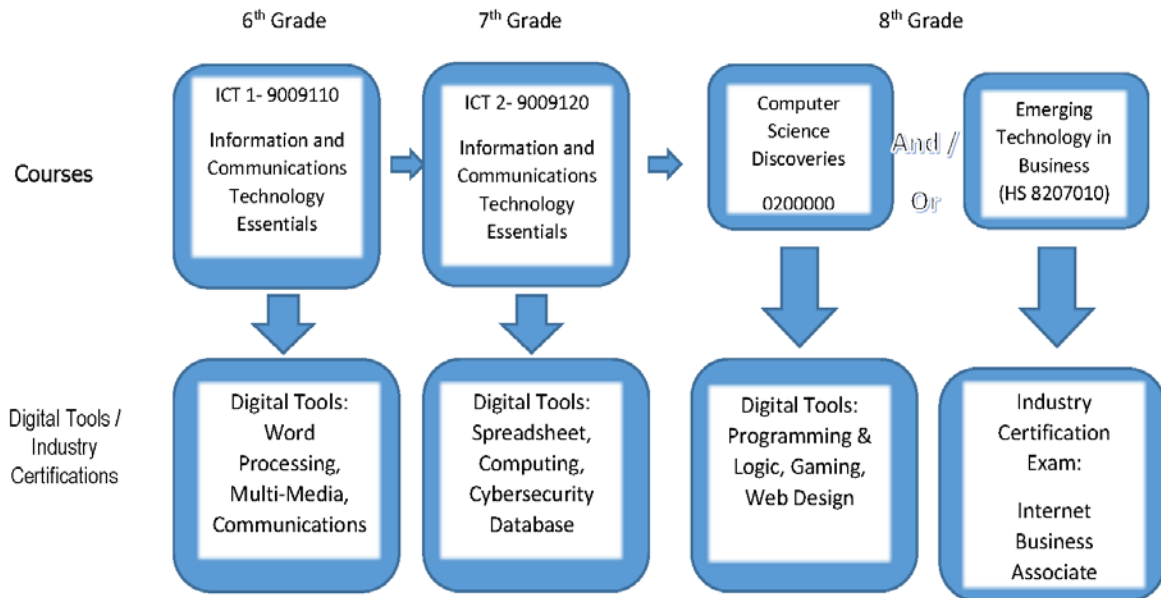 6th Grade
7th Grade
8th Grade
Courses
ICT 1- 9009110
Information and
Communications
Technology
Essentials
ICT 2- 9009120
Information and
Communications
Technology
Essentials
Computer
Science
Discoveries
0200000
And /
Or
Emerging
Technology in
Business
(HS 8207010)
Digital Tools /
Industry
Certifications
Digital Tools:
Word
Processing,
Multi-Media,
Communications
Digital Tools:
Spreadsheet,
Computing,
Cybersecurity
Database
Digital Tools:
Programming &
Logic, Gaming,
Web Design
Industry
Certification
Exam:
Internet
Business
Associate